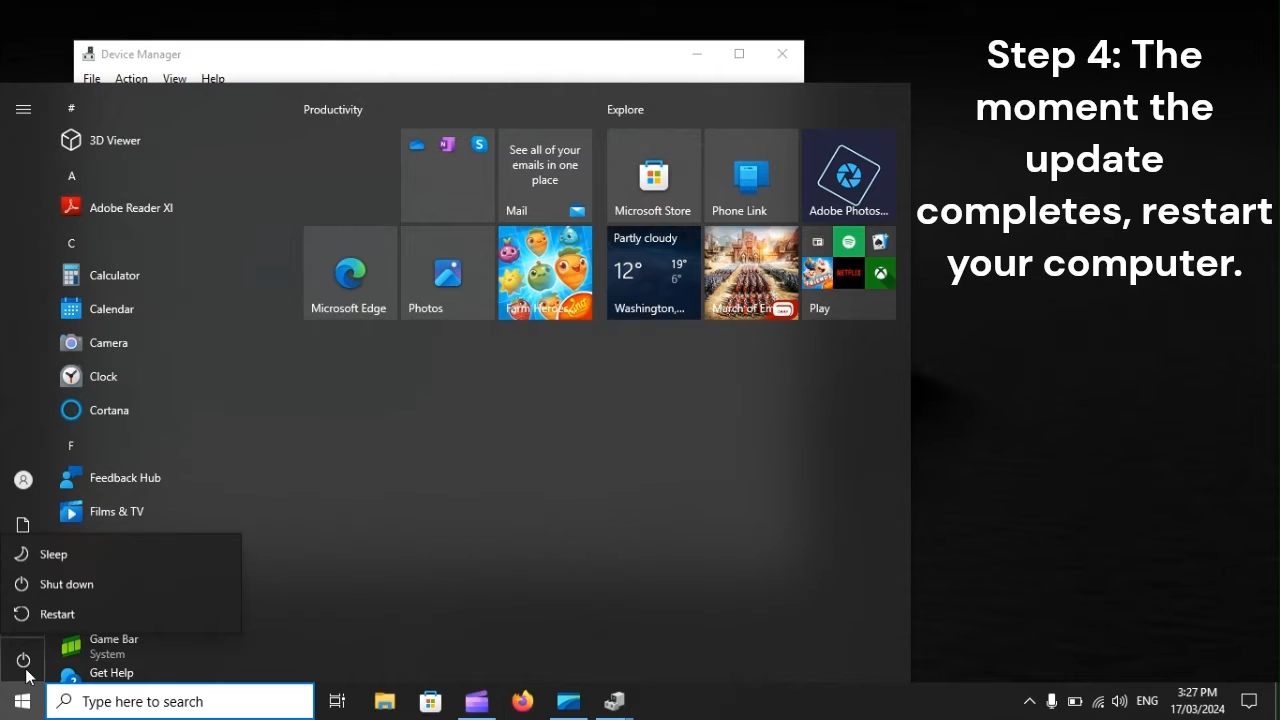 Device Manager
File Action View Help
Step 4: The
moment the
update
completes, restart
your computer.
#
3D Viewer
A
Adobe Reader XI
C
Calculator
Calendar
Camera
Clock
Cortana
F
Feedback Hub
Films & TV
Sleep
Shut down
Restart
Game Bar
System
Get Help
Productivity
See all of your
emails in one
place
Mail
Microsoft Edge
Photos
Explore
Microsoft Store
Phone Link
Adobe Photos...
Partly cloudy
12° 19°
6°
Washington,...
NETFLIX
Play
Type here to search
ENG
3:27 PM
17/03/2024